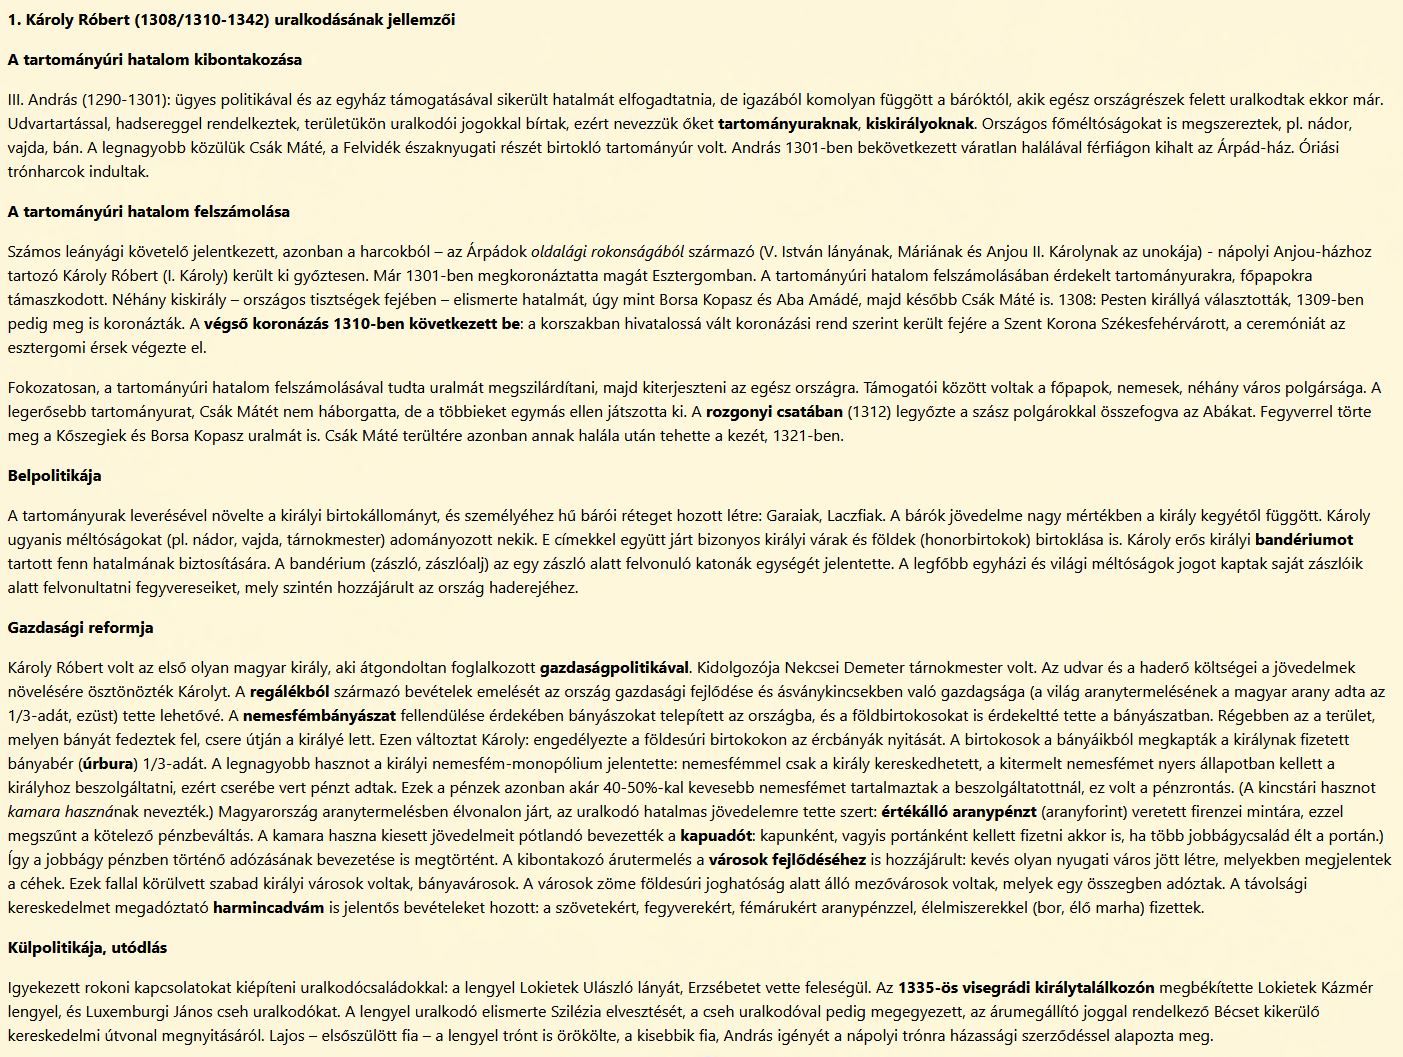 1. Károly Róbert (1308/1310-1342) uralkodásának jellemzői
A tartományúri hatalom kibontakozása
III. András (1290-1301): ügyes politikával és az egyház támogatásával sikerült hatalmát elfogadtatnia, de igazából komolyan függött a báróktól, akik egész országrészek felett uralkodtak ekkor már.
Udvartartással, hadsereggel rendelkeztek, területükön uralkodói jogokkal bírtak, ezért nevezzük őket tartományuraknak, kiskirályoknak. Országos főméltóságokat is megszereztek, pl. nádor,
vajda, bán. A legnagyobb közülük Csák Máté, a Felvidék északnyugati részét birtokló tartományúr volt. András 1301-ben bekövetkezett váratlan halálával férfiágon kihalt az Árpád-ház. Óriási
trónharcok indultak.
A tartományúri hatalom felszámolása
Számos leányági követelő jelentkezett, azonban a harcokból – az Árpádok oldalági rokonságából származó (V. István lányának, Máriának és Anjou II. Károlynak az unokája) - nápolyi Anjou-házhoz
tartozó Károly Róbert (I. Károly) került ki győztesen. Már 1301-ben megkoronáztatta magát Esztergomban. A tartományúri hatalom felszámolásában érdekelt tartományurakra, főpapokra
támaszkodott. Néhány kiskirály – országos tisztségek fejében – elismerte hatalmát, úgy mint Borsa Kopasz és Aba Amádé, majd később Csák Máté is. 1308: Pesten királlyá választották, 1309-ben
pedig meg is koronázták. A végső koronázás 1310-ben következett be: a korszakban hivatalossá vált koronázási rend szerint került fejére a Szent Korona Székesfehérvárott, a ceremóniát az
esztergomi érsek végezte el.
Fokozatosan, a tartományúri hatalom felszámolásával tudta uralmát megszilárdítani, majd kiterjeszteni az egész országra. Támogatói között voltak a főpapok, nemesek, néhány város polgársága. A
legerősebb tartományurat, Csák Mátét nem háborgatta, de a többieket egymás ellen játszotta ki. A rozgonyi csatában (1312) legyőzte a szász polgárokkal összefogva az Abákat. Fegyverrel törte
meg a Kőszegiek és Borsa Kopasz uralmát is. Csák Máté terültére azonban annak halála után tehette a kezét, 1321-ben.
Belpolitikája
A tartományurak leverésével növelte a királyi birtokállományt, és személyéhez hű bárói réteget hozott létre: Garaiak, Laczfiak. A bárók jövedelme nagy mértékben a király kegyétől függött. Károly
ugyanis méltóságokat (pl. nádor, vajda, tárnokmester) adományozott nekik. E címekkel együtt járt bizonyos királyi várak és földek (honorbirtokok) birtoklása is. Károly erős királyi bandériumot
tartott fenn hatalmának biztosítására. A bandérium (zászló, zászlóalj) az egy zászló alatt felvonuló katonák egységét jelentette. A legfőbb egyházi és világi méltóságok jogot kaptak saját zászlóik
alatt felvonultatni fegyvereseiket, mely szintén hozzájárult az ország haderejéhez.
Gazdasági reformja
Károly Róbert volt az első olyan magyar király, aki átgondoltan foglalkozott gazdaságpolitikával. Kidolgozója Nekcsei Demeter tárnokmester volt. Az udvar és a haderő költségei a jövedelmek
növelésére ösztönözték Károlyt. A regálékból származó bevételek emelését az ország gazdasági fejlődése és ásványkincsekben való gazdagsága (a világ aranytermelésének a magyar arany adta az
1/3-adát, ezüst) tette lehetővé. A nemesfémbányászat fellendülése érdekében bányászokat telepített az országba, és a földbirtokosokat is érdekeltté tette a bányászatban. Régebben az a terület,
melyen bányát fedeztek fel, csere útján a királyé lett. Ezen változtat Károly: engedélyezte a földesúri birtokokon az ércbányák nyitását. A birtokosok a bányáikból megkapták a királynak fizetett
bányabér (úrbura) 1/3-adát. A legnagyobb hasznot a királyi nemesfém-monopólium jelentette: nemesfémmel csak a király kereskedhetett, a kitermelt nemesfémet nyers állapotban kellett a
királyhoz beszolgáltatni, ezért cserébe vert pénzt adtak. Ezek a pénzek azonban akár 40-50%-kal kevesebb nemesfémet tartalmaztak a beszolgáltatottnál, ez volt a pénzrontás. (A kincstári hasznot
kamara hasznának nevezték.) Magyarország aranytermelésben élvonalon járt, az uralkodó hatalmas jövedelemre tette szert: értékálló aranypénzt (aranyforint) veretett firenzei mintára, ezzel
megszűnt a kötelező pénzbeváltás. A kamara haszna kiesett jövedelmeit pótlandó bevezették a kapuadót: kapunként, vagyis portánként kellett fizetni akkor is, ha több jobbágycsalád élt a portán.)
Így a jobbágy pénzben történő adózásának bevezetése is megtörtént. A kibontakozó árutermelés a városok fejlődéséhez is hozzájárult: kevés olyan nyugati város jött létre, melyekben megjelentek
a céhek. Ezek fallal körülvett szabad királyi városok voltak, bányavárosok. A városok zöme földesúri joghatóság alatt álló mezővárosok voltak, melyek egy összegben adóztak. A távolsági
kereskedelmet megadóztató harmincadvám is jelentős bevételeket hozott: a szövetekért, fegyverekért, fémárukért aranypénzzel, élelmiszerekkel (bor, élő marha) fizettek.
Külpolitikája, utódlás
Igyekezett rokoni kapcsolatokat kiépíteni uralkodócsaládokkal: a lengyel Lokietek Ulászló lányát, Erzsébetet vette feleségül. Az 1335-ös visegrádi királytalálkozón megbékítette Lokietek Kázmér
lengyel, és Luxemburgi János cseh uralkodókat. A lengyel uralkodó elismerte Szilézia elvesztését, a cseh uralkodóval pedig megegyezett, az árumegállító joggal rendelkező Bécset kikerülő
kereskedelmi útvonal megnyitásáról. Lajos – elsőszülött fia – a lengyel trónt is örökölte, a kisebbik fia, András igényét a nápolyi trónra házassági szerződéssel alapozta meg.